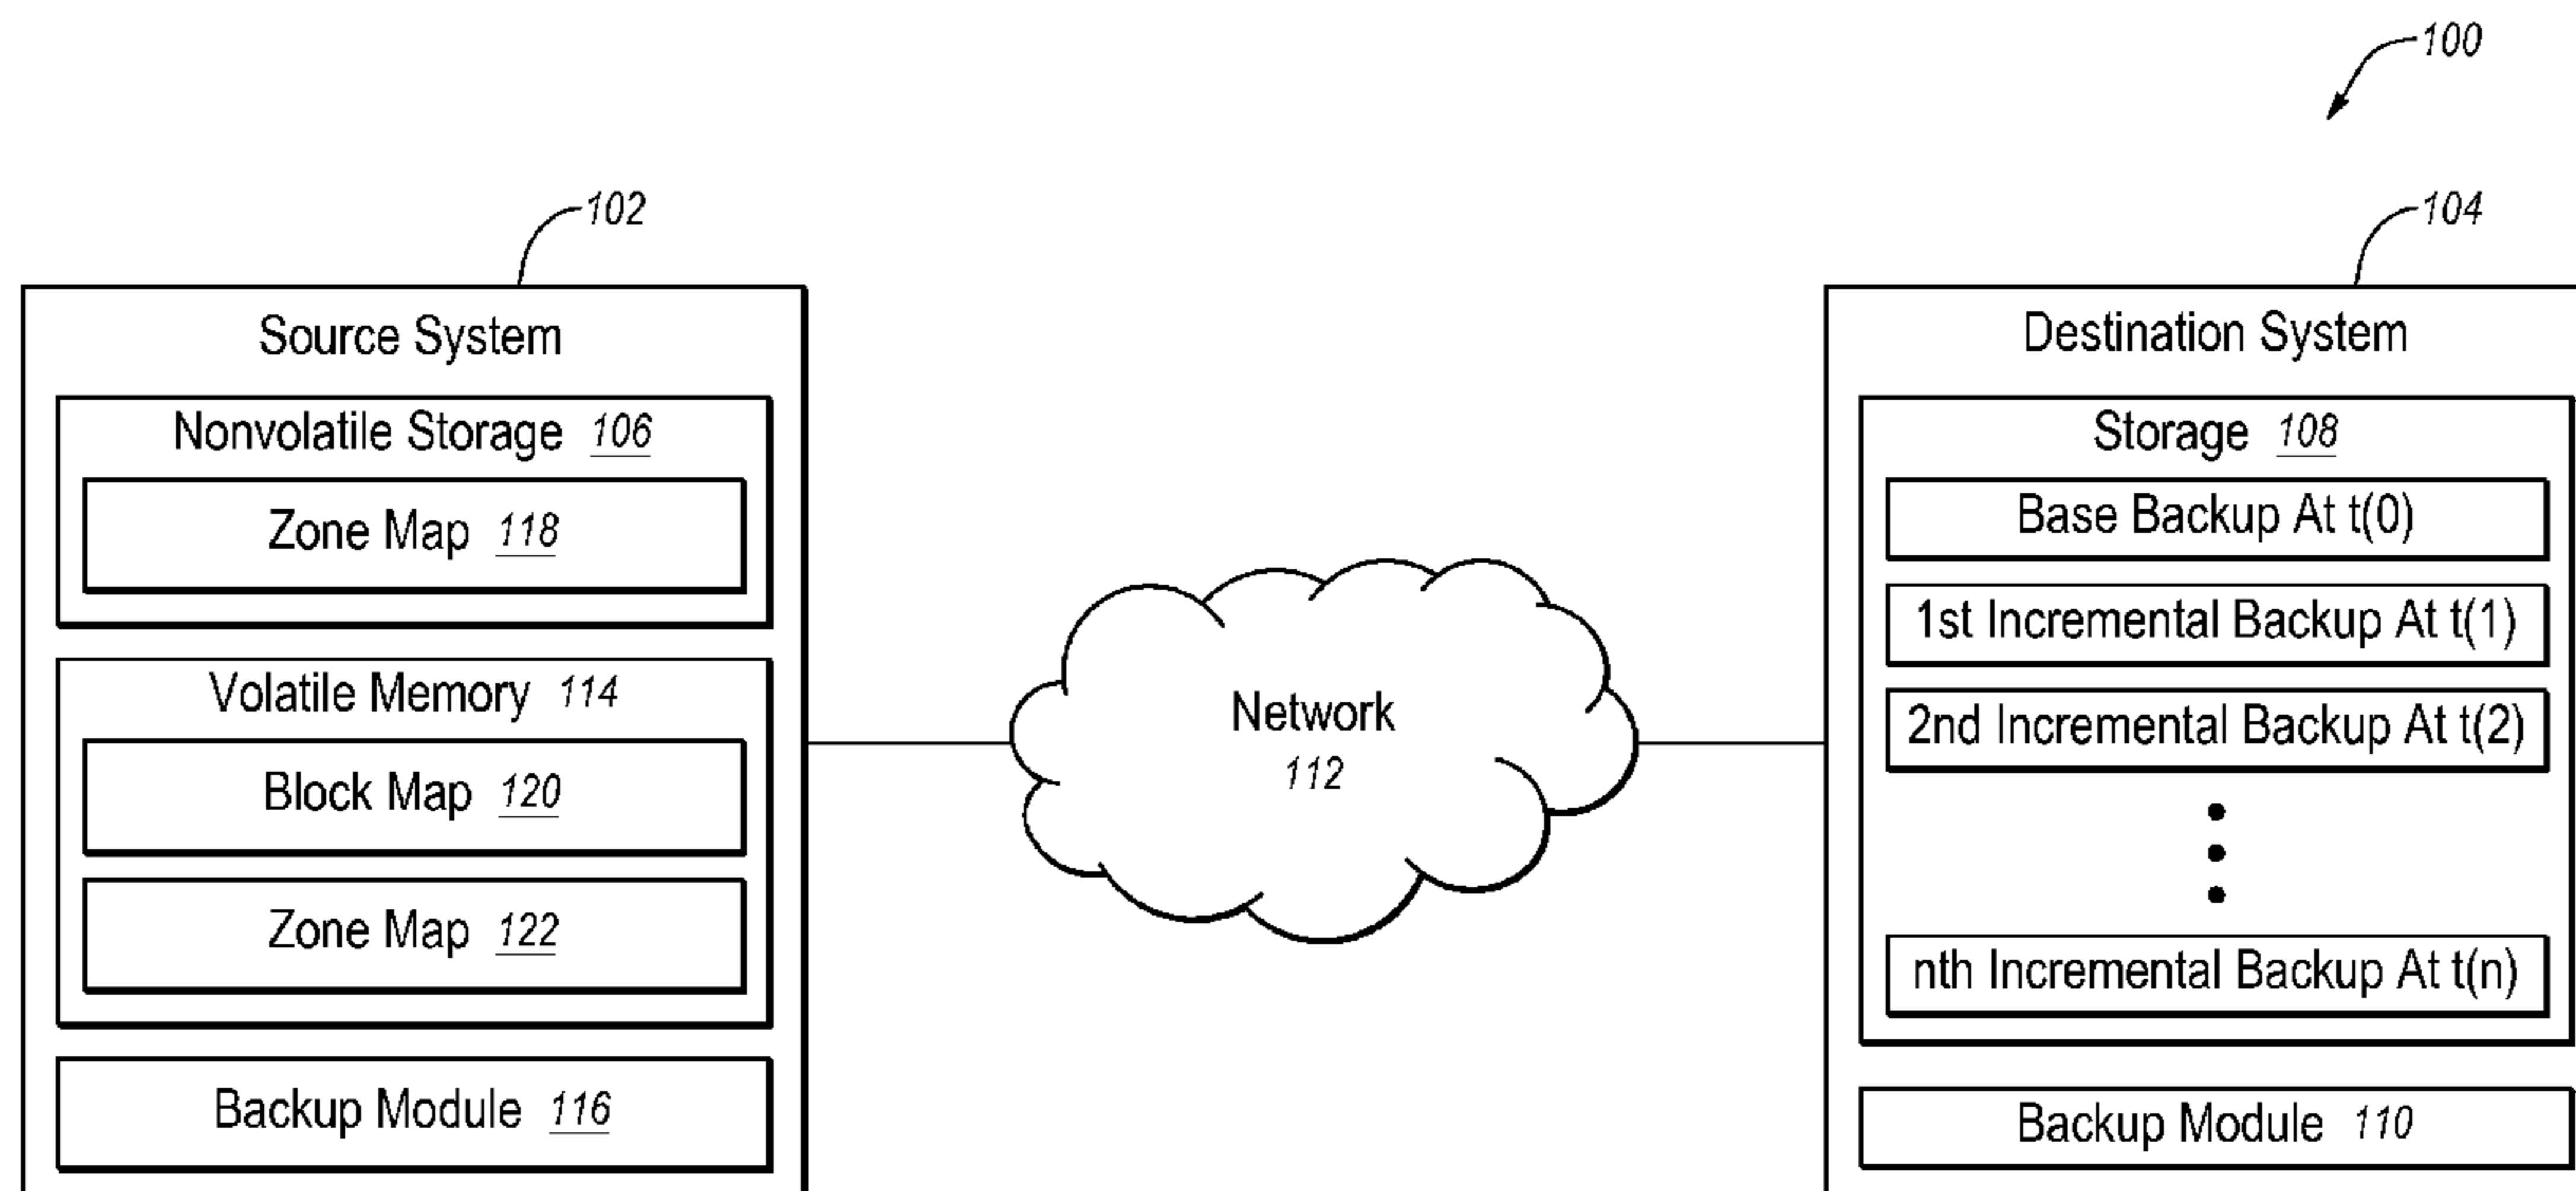 100
102
Source System
Nonvolatile Storage 106
Zone Map 118
Volatile Memory 114
Block Map 120
Zone Map 122
Backup Module 116
Network
112
104
Destination System
Storage 108
Base Backup At t(0)
1st Incremental Backup At t(1)
2nd Incremental Backup At t(2)
nth Incremental Backup At t(n)
Backup Module 110